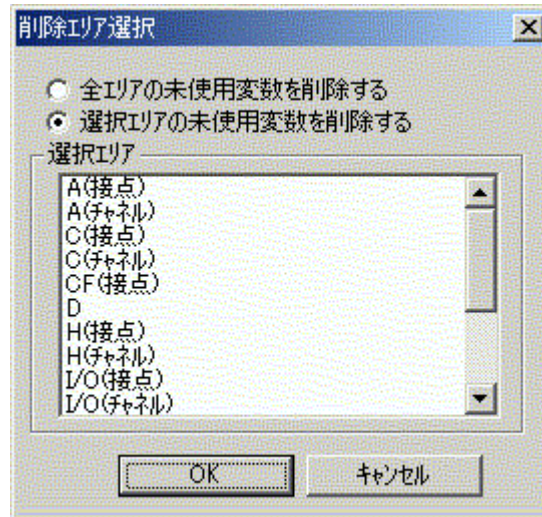 削除ｴﾘｱ選択
全ｴﾘｱの未使用変数を削除する
選択ｴﾘｱの未使用変数を削除する
選択ｴﾘｱ
A(接点)
A(ﾁｬﾈﾙ)
C(接点)
C(ﾁｬﾈﾙ)
CF(接点)
D
H(接点)
H(ﾁｬﾈﾙ)
I/O(接点)
I/O(ﾁｬﾈﾙ)
OK
ｷｬﾝｾﾙ